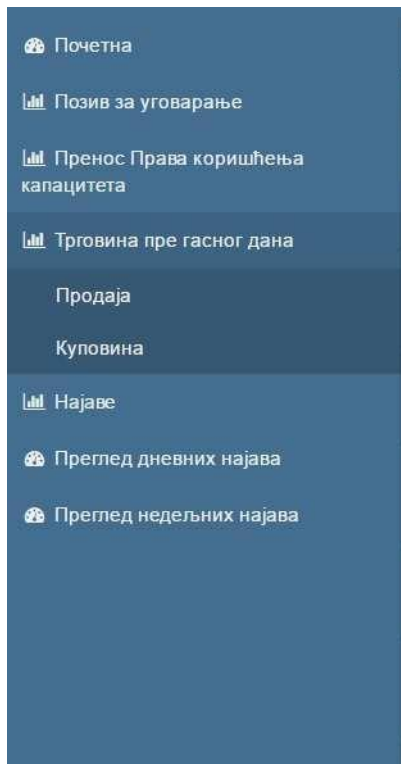 Почетна
Позив за уговарање
Пренос Права коришћења
капацитета
Трговина пре гасног дана
Продаја
Куповина
Најаве
Преглед дневних најава
Преглед недељних најава